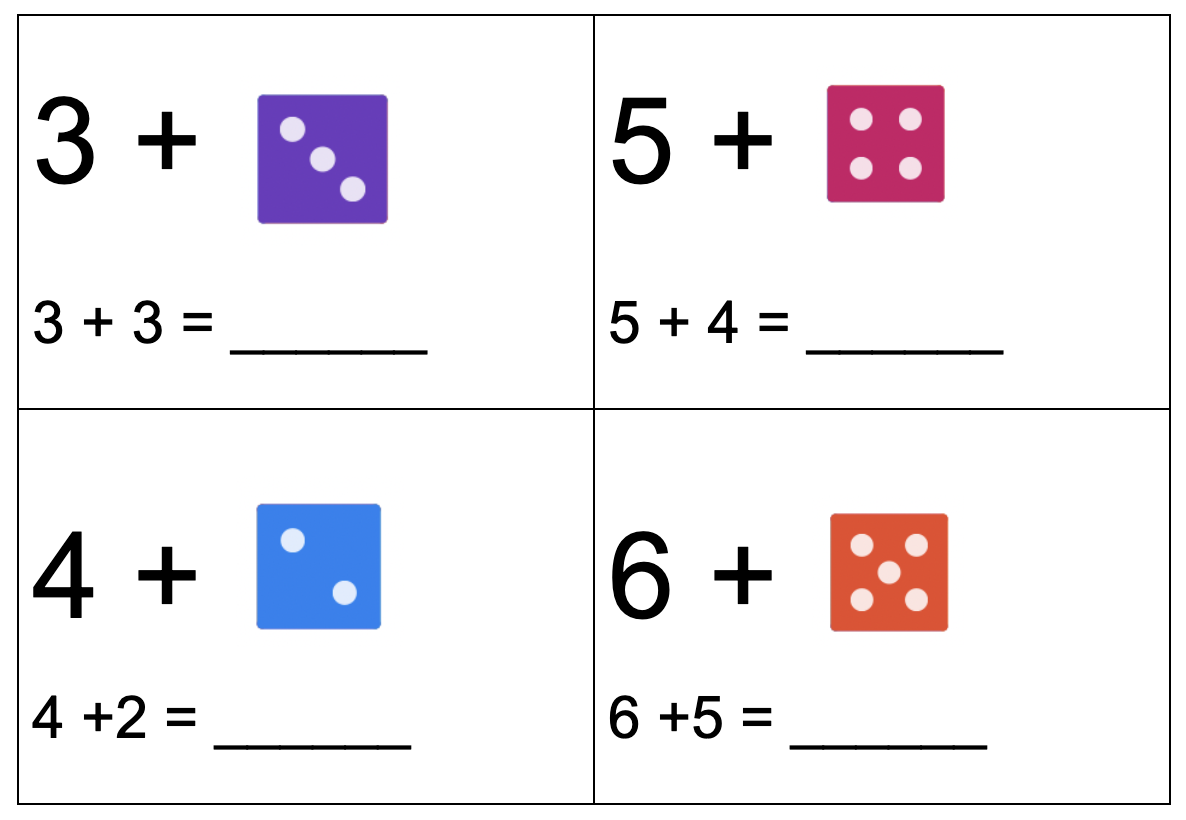 3 +
3 + 3 = ______
5 +
5 + 4 = ______
4 +
4 +2 = ______
6 +
6 +5 = ______